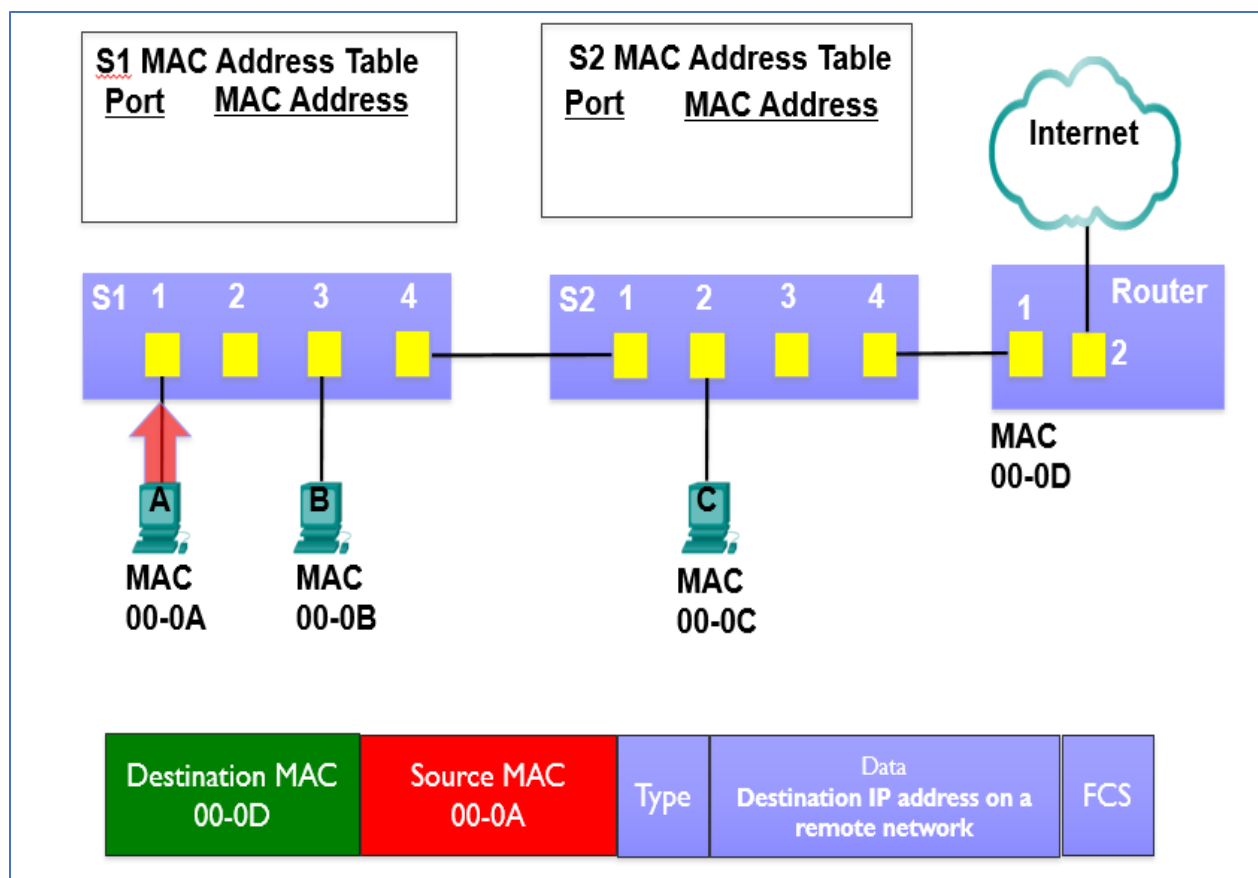 S1 MAC Address Table
Port MAC Address
S2 MAC Address Table
Port MAC Address
Internet
S1 1 2 3 4
S2 1 2 3 4
Router
1
2
MAC
00-0D
A
B
C
MAC
00-0A
MAC
00-0B
MAC
00-0C
Destination MAC
00-0D
Source MAC
00-0A
Type
Data
Destination IP address on a
remote network
FCS